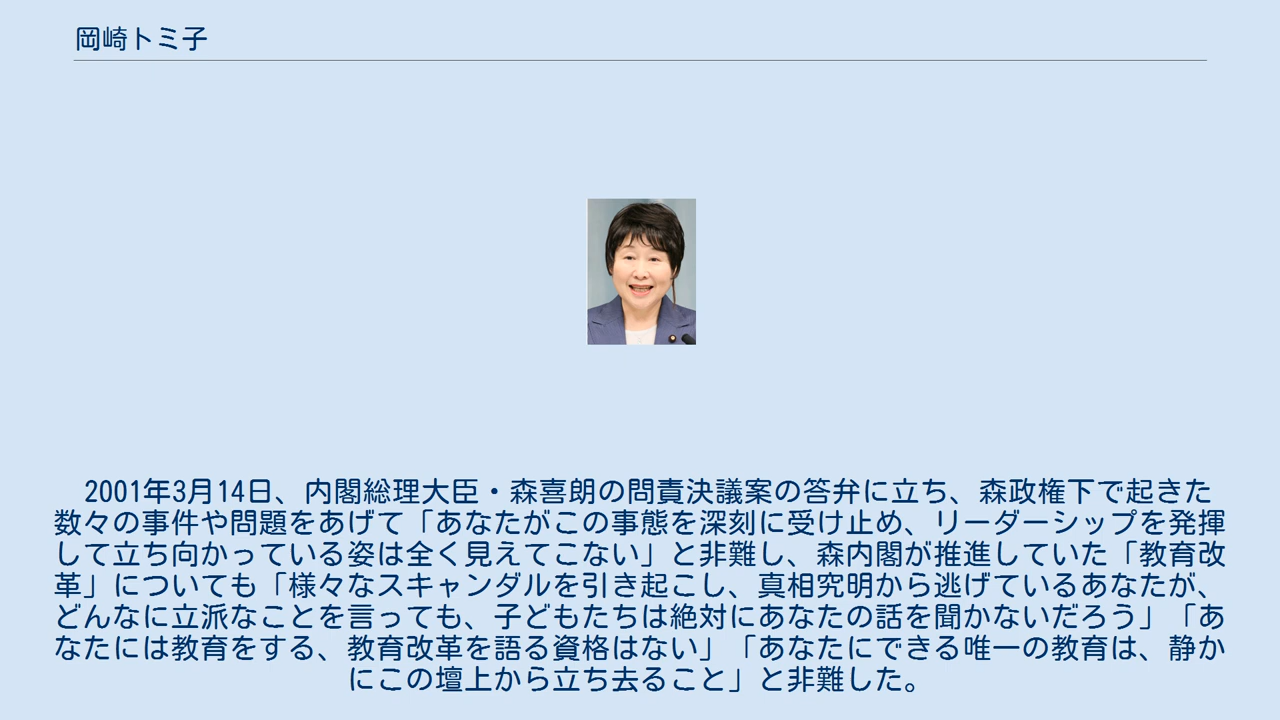 岡崎トミ子
2001年3月14日、内閣総理大臣・森喜朗の問責決議案の答弁に立ち、森政権下で起きた
数々の事件や問題をあげて「あなたがこの事態を深刻に受け止め、リーダーシップを発揮
して立ち向かっている姿は全く見えてこない」と非難し、森内閣が推進していた「教育改
革」についても「様々なスキャンダルを引き起こし、真相究明から逃げているあなたが、
どんなに立派なことを言っても、子どもたちは絶対にあなたの話を聞かないだろう」「あ
なたには教育をする、教育改革を語る資格はない」「あなたにできる唯一の教育は、静か
にこの壇上から立ち去ること」と非難した。